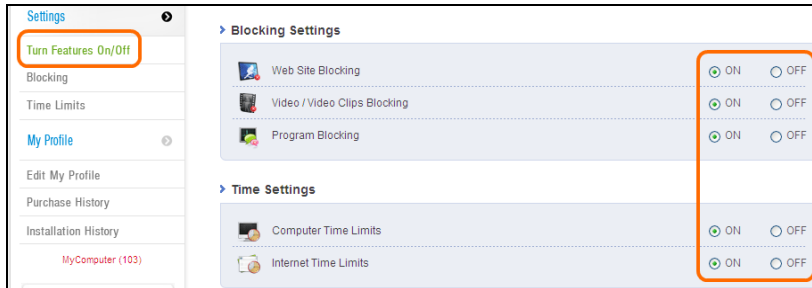 Settings
Turn Features On/Off
Blocking
Time Limits
My Profile
Edit My Profile
Purchase History
Installation History
MyComputer (103)
Blocking Settings
Web Site Blocking ON OFF
Video / Video Clips Blocking ON OFF
Program Blocking ON OFF
Time Settings
Computer Time Limits ON OFF
Internet Time Limits ON OFF